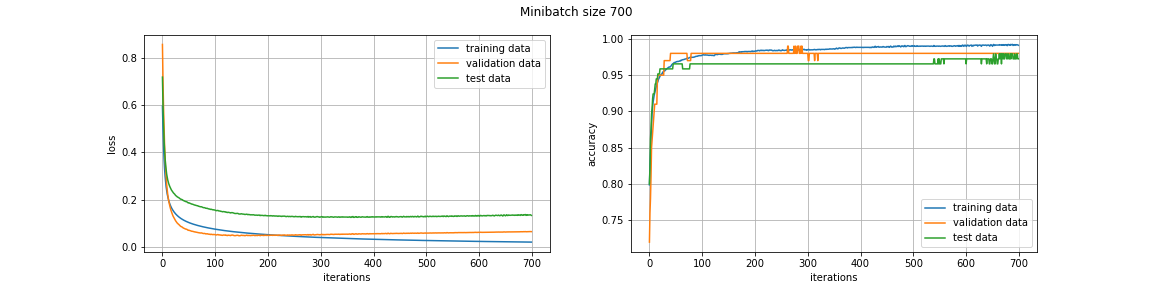 Minibatch size 700
training data
validation data
test data
0.8
0.6
0.4
0.2
0.0
loss
0 100 200 300 400 500 600 700
iterations
1.00
0.95
0.90
0.85
0.80
0.75
accuracy
training data
validation data
test data
0 100 200 300 400 500 600 700
iterations